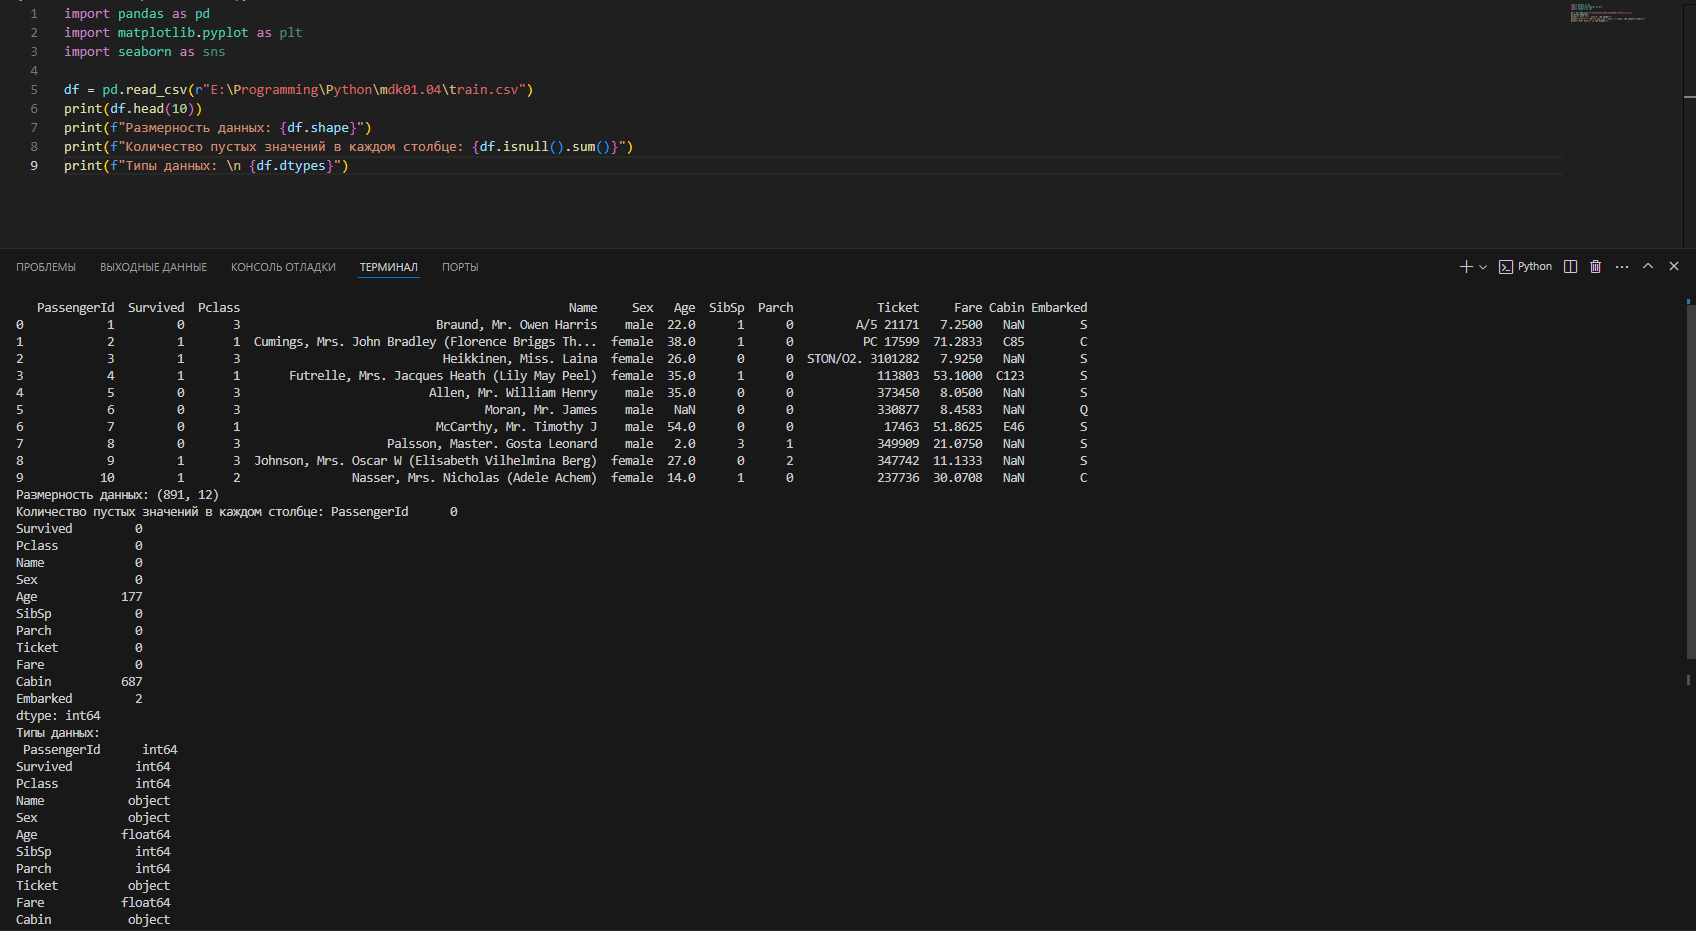 1 import pandas as pd
2 import matplotlib.pyplot as plt
3 import seaborn as sns
4
5 df = pd.read_csv(r"E:\Programming\Python\mdk01.04\train.csv")
6 print(df.head(10))
7 print(f"Размерность данных: {df.shape}")
8 print(f"Количество пустых значений в каждом столбце: {df.isnull().sum()}")
9 print(f"Типы данных: \n {df.dtypes}")
ПРОБЛЕМЫ ВЫХОДНЫЕ ДАННЫЕ КОНСОЛЬ ОТЛАДКИ ТЕРМИНАЛ ПОРТЫ Python
PassengerId Survived Pclass Name Sex Age SibSp Parch Ticket Fare Cabin Embarked
0 1 0 3 Braund, Mr. Owen Harris male 22.0 1 0 A/5 21171 7.2500 NaN S
1 2 1 1 Cumings, Mrs. John Bradley (Florence Briggs Th... female 38.0 1 0 PC 17599 71.2833 C85 C
2 3 1 3 Heikkinen, Miss. Laina female 26.0 0 0 STON/O2. 3101282 7.9250 NaN S
3 4 1 1 Futrelle, Mrs. Jacques Heath (Lily May Peel) female 35.0 1 0 113803 53.1000 C123 S
4 5 0 3 Allen, Mr. William Henry male 35.0 0 0 373450 8.0500 NaN S
5 6 0 3 Moran, Mr. James male NaN 0 0 330877 8.4583 NaN Q
6 7 0 1 McCarthy, Mr. Timothy J male 54.0 0 0 17463 51.8625 E46 S
7 8 0 3 Palsson, Master. Gosta Leonard male 2.0 3 1 349909 21.0750 NaN S
8 9 1 3 Johnson, Mrs. Oscar W (Elisabeth Vilhelmina Berg) female 27.0 0 2 347742 11.1333 NaN S
9 10 1 2 Nasser, Mrs. Nicholas (Adele Achem) female 14.0 1 0 237736 30.0708 NaN C
Размерность данных: (891, 12)
Количество пустых значений в каждом столбце: PassengerId 0
Survived 0
Pclass 0
Name 0
Sex 0
Age 177
SibSp 0
Parch 0
Ticket 0
Fare 0
Cabin 687
Embarked 2
dtype: int64
Типы данных:
PassengerId int64
Survived int64
Pclass int64
Name object
Sex object
Age float64
SibSp int64
Parch int64
Ticket object
Fare float64
Cabin object